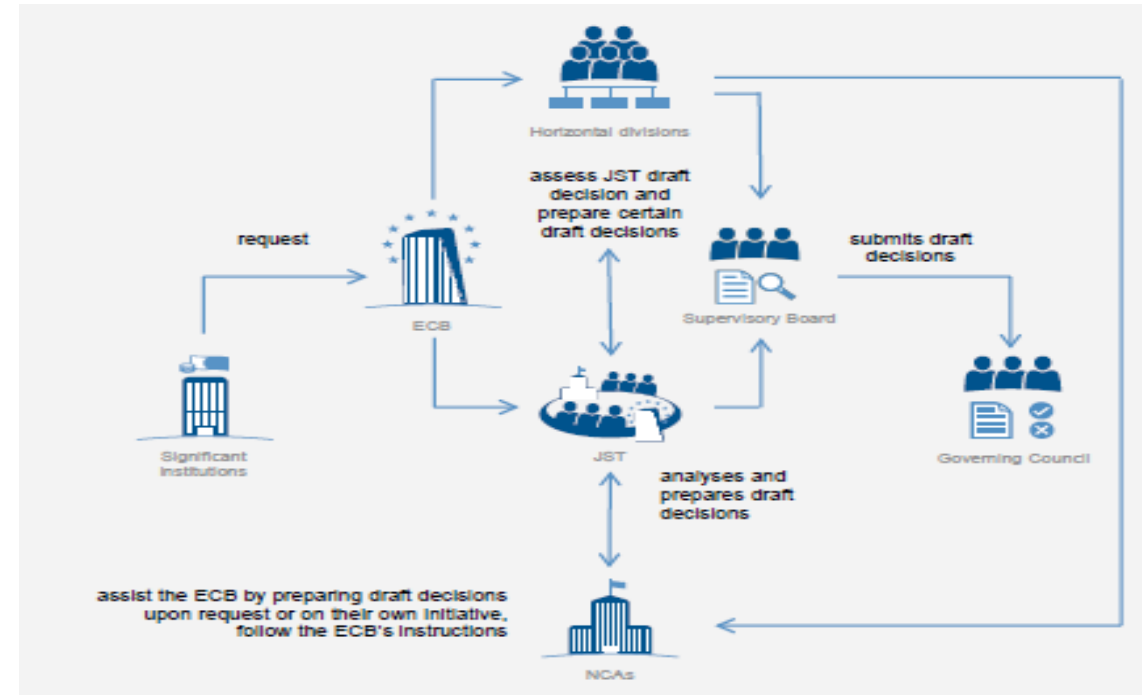 Horizontal divisions
assess JST draft
decision and
prepare certain
draft decisions
request
submits draft
decisions
ECB
Supervisory Board
Significant
Institutions
JST
Governing Council
analyses and
prepares draft
decisions
assist the ECB by preparing draft decisions
upon request or on their own initiative,
follow the ECB's instructions
NCAs